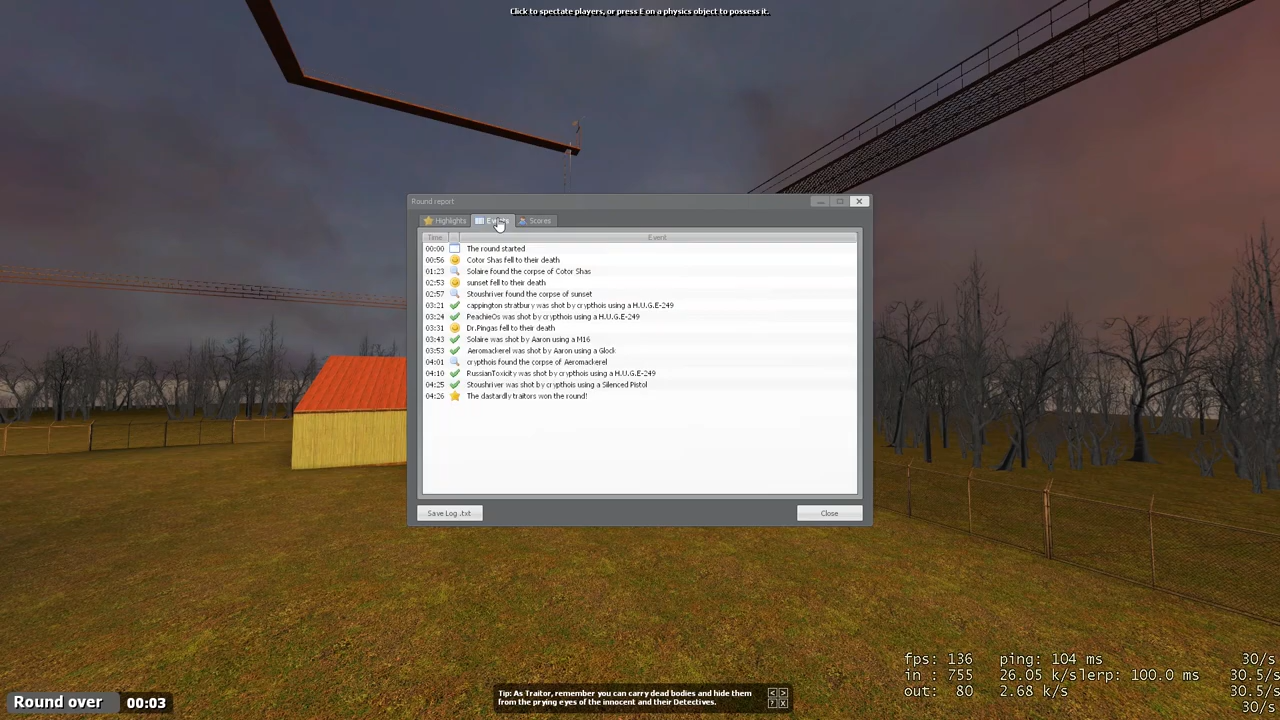 Click to spectate players, or press E on a physics object to possess it.
Round report
Highlights Events Scores
Time Event
00:00 The round started
00:56 Cotor Shas fell to their death
01:23 Solaire found the corpse of Cotor Shas
02:53 sunset fell to their death
02:57 Stoushriver found the corpse of sunset
03:21 cappington stratbury was shot by crypthois using a H.U.G.E-249
03:24 PeachieOs was shot by crypthois using a H.U.G.E-249
03:31 Dr.Pingas fell to their death
03:43 Solaire was shot by Aaron using a M16
03:53 Aeromackerel was shot by Aaron using a Glock
04:01 crypthois found the corpse of Aeromackerel
04:10 RussianToxicity was shot by crypthois using a H.U.G.E-249
04:25 Stoushriver was shot by crypthois using a Silenced Pistol
04:26 The dastardly traitors won the round!
Save Log .txt Close
fps: 136 ping: 104 ms 30/s
in : 755 26.05 k/s lerp: 100.0 ms 30.5/s
out: 80 2.68 k/s 30.5/s
30/s
Round over 00:03
Tip: As Traitor, remember you can carry dead bodies and hide them
from the prying eyes of the innocent and their Detectives.
< >
? X